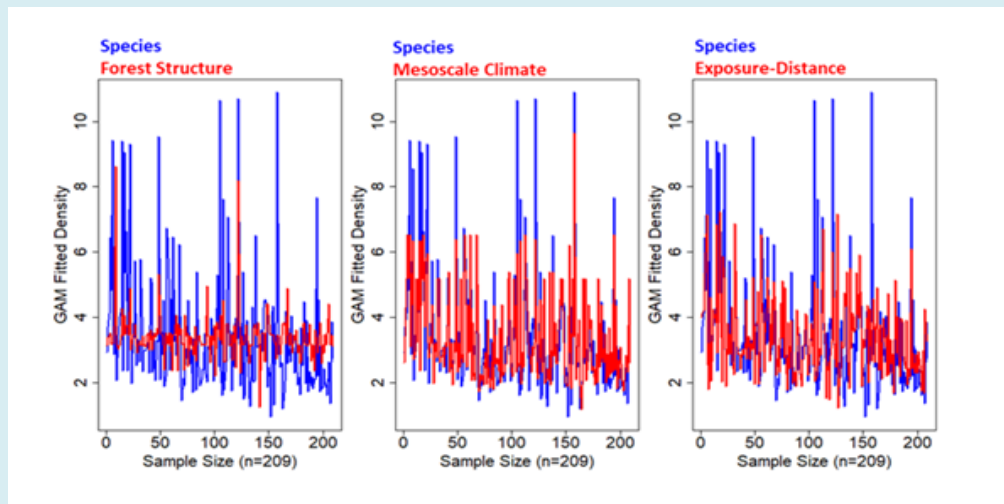 Species
Forest Structure
GAM Fitted Density
10
8
6
4
2
0
50
100
150
200
Sample Size (n=209)
Species
Mesoscale Climate
GAM Fitted Density
10
8
6
4
2
0
50
100
150
200
Sample Size (n=209)
Species
Exposure-Distance
GAM Fitted Density
10
8
6
4
2
0
50
100
150
200
Sample Size (n=209)